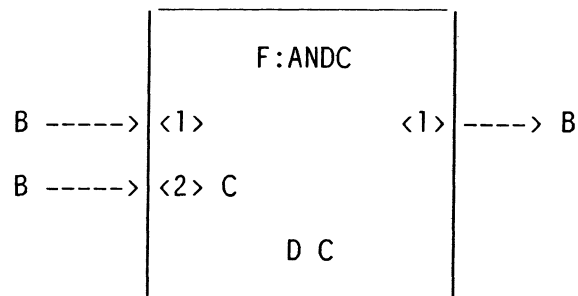 F:ANDC
B -----> <1> <1> ----> B
B -----> <2> C
D C